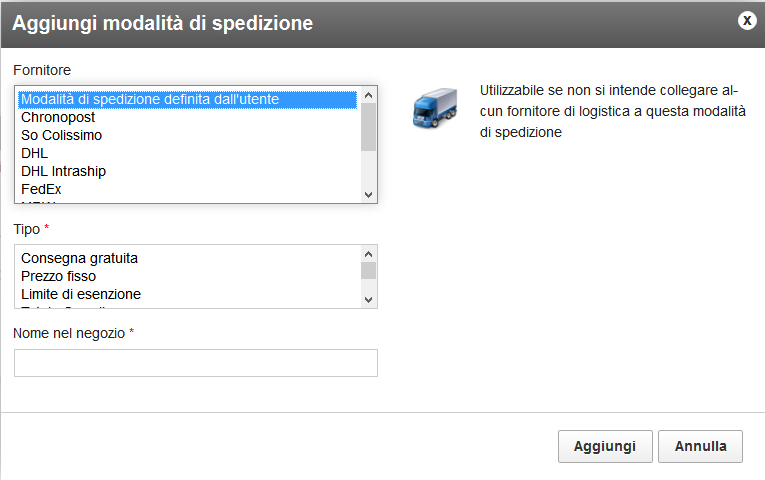 Aggiungi modalità di spedizione
x
Fornitore
Modalità di spedizione definita dall'utente
Chronopost
So Colissimo
DHL
DHL Intraship
FedEx
Utilizzabile se non si intende collegare al-
cun fornitore di logistica a questa modalità
di spedizione
Tipo *
Consegna gratuita
Prezzo fisso
Limite di esenzione
Nome nel negozio *
Aggiungi
Annulla